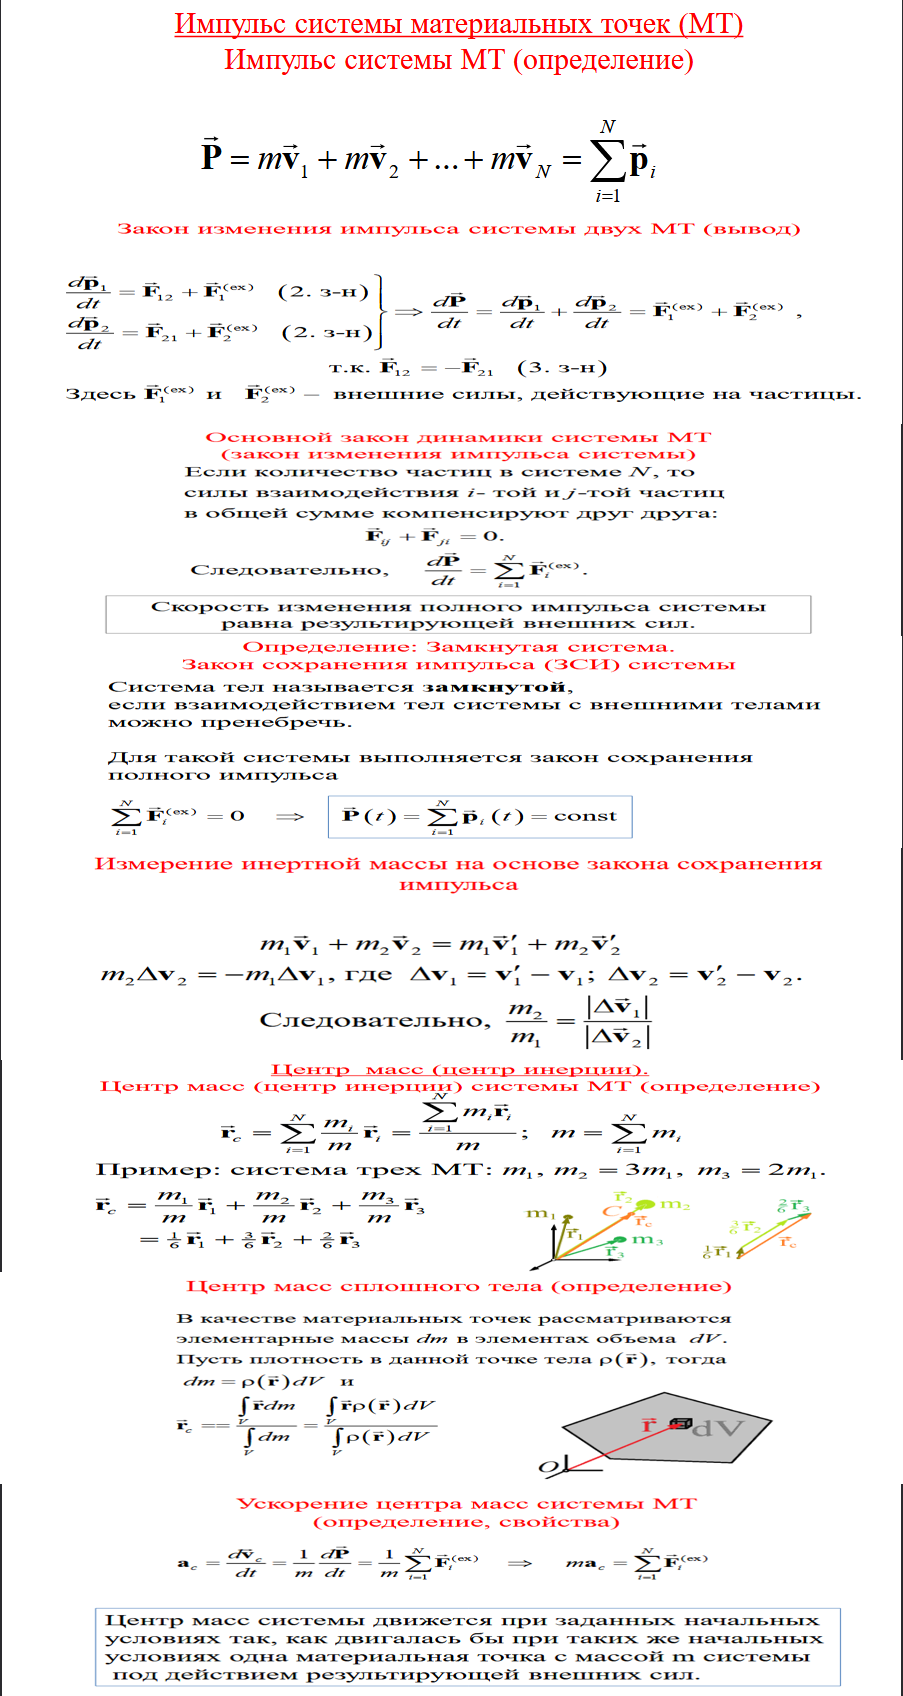 Импульс системы материальных точек (МТ)
Импульс системы МТ (определение)
$\vec{\mathbf{P}} = m\vec{\mathbf{v}}_1 + m\vec{\mathbf{v}}_2 + ... + m\vec{\mathbf{v}}_N = \sum_{i=1}^{N} \vec{\mathbf{p}}_i$
Закон изменения импульса системы двух МТ (вывод)
$\left.\begin{array}{l} \frac{d\vec{\mathbf{p}}_1}{dt} = \vec{\mathbf{F}}_{12} + \vec{\mathbf{F}}_1^{(ex)} \quad (2. з-н) \\ \frac{d\vec{\mathbf{p}}_2}{dt} = \vec{\mathbf{F}}_{21} + \vec{\mathbf{F}}_2^{(ex)} \quad (2. з-н) \end{array}\right\} \Rightarrow \frac{d\vec{\mathbf{P}}}{dt} = \frac{d\vec{\mathbf{p}}_1}{dt} + \frac{d\vec{\mathbf{p}}_2}{dt} = \vec{\mathbf{F}}_1^{(ex)} + \vec{\mathbf{F}}_2^{(ex)} ,$
т.к. $\vec{\mathbf{F}}_{12} = -\vec{\mathbf{F}}_{21}$ (3. з-н)
Здесь $\vec{\mathbf{F}}_1^{(ex)}$ и $\vec{\mathbf{F}}_2^{(ex)}$ – внешние силы, действующие на частицы.
Основной закон динамики системы МТ
(закон изменения импульса системы)
Если количество частиц в системе N, то
силы взаимодействия i- той и j-той частиц
в общей сумме компенсируют друг друга:
$\vec{\mathbf{F}}_{ij} + \vec{\mathbf{F}}_{ji} = 0.$
Следовательно, $\frac{d\vec{\mathbf{P}}}{dt} = \sum_{i=1}^{N} \vec{\mathbf{F}}_i^{(ex)}.$
Скорость изменения полного импульса системы
равна результирующей внешних сил.
Определение: Замкнутая система.
Закон сохранения импульса (ЗСИ) системы
Система тел называется замкнутой,
если взаимодействием тел системы с внешними телами
можно пренебречь.
Для такой системы выполняется закон сохранения
полного импульса
$\sum_{i=1}^{N} \vec{\mathbf{F}}_i^{(ex)} = 0 \quad \Rightarrow \quad \vec{\mathbf{P}}(t) = \sum_{i=1}^{N} \vec{\mathbf{p}}_i(t) = \text{const}$
Измерение инертной массы на основе закона сохранения
импульса
$m_1\vec{\mathbf{v}}_1 + m_2\vec{\mathbf{v}}_2 = m_1\vec{\mathbf{v}}_1' + m_2\vec{\mathbf{v}}_2'$
$m_2\Delta\mathbf{v}_2 = -m_1\Delta\mathbf{v}_1$, где $\Delta\mathbf{v}_1 = \mathbf{v}_1' - \mathbf{v}_1; \Delta\mathbf{v}_2 = \mathbf{v}_2' - \mathbf{v}_2.$
Следовательно, $\frac{m_2}{m_1} = \frac{|\Delta\vec{\mathbf{v}}_1|}{|\Delta\vec{\mathbf{v}}_2|}$
Центр масс (центр инерции).
Центр масс (центр инерции) системы МТ (определение)
$\vec{\mathbf{r}}_c = \sum_{i=1}^{N} \frac{m_i}{m} \vec{\mathbf{r}}_i = \frac{\sum_{i=1}^{N} m_i\vec{\mathbf{r}}_i}{m}; \quad m = \sum_{i=1}^{N} m_i$
Пример: система трех МТ: $m_1, m_2 = 3m_1, m_3 = 2m_1.$
$\vec{\mathbf{r}}_c = \frac{m_1}{m}\vec{\mathbf{r}}_1 + \frac{m_2}{m}\vec{\mathbf{r}}_2 + \frac{m_3}{m}\vec{\mathbf{r}}_3$
$= \frac{1}{6}\vec{\mathbf{r}}_1 + \frac{3}{6}\vec{\mathbf{r}}_2 + \frac{2}{6}\vec{\mathbf{r}}_3$
$m_1$ $\vec{r}_1$ $\vec{r}_2$ $m_2$ $C$ $\vec{r}_c$ $\vec{r}_3$ $m_3$
$\frac{1}{6}\vec{r}_1$ $\frac{3}{6}\vec{r}_2$ $\frac{2}{6}\vec{r}_3$ $\vec{r}_c$
Центр масс сплошного тела (определение)
В качестве материальных точек рассматриваются
элементарные массы dm в элементах объема dV.
Пусть плотность в данной точке тела $\rho(\vec{\mathbf{r}})$, тогда
$dm = \rho(\vec{\mathbf{r}})dV$ и
$\vec{\mathbf{r}}_c == \frac{\int_V \vec{\mathbf{r}}dm}{\int_V dm} = \frac{\int_V \vec{\mathbf{r}}\rho(\vec{\mathbf{r}})dV}{\int_V \rho(\vec{\mathbf{r}})dV}$
$\vec{\mathbf{r}}$ dV
O
Ускорение центра масс системы МТ
(определение, свойства)
$\mathbf{a}_c = \frac{d\vec{\mathbf{v}}_c}{dt} = \frac{1}{m}\frac{d\vec{\mathbf{P}}}{dt} = \frac{1}{m}\sum_{i=1}^{N} \vec{\mathbf{F}}_i^{(ex)} \quad \Rightarrow \quad m\mathbf{a}_c = \sum_{i=1}^{N} \vec{\mathbf{F}}_i^{(ex)}$
Центр масс системы движется при заданных начальных
условиях так, как двигалась бы при таких же начальных
условиях одна материальная точка с массой m системы
под действием результирующей внешних сил.